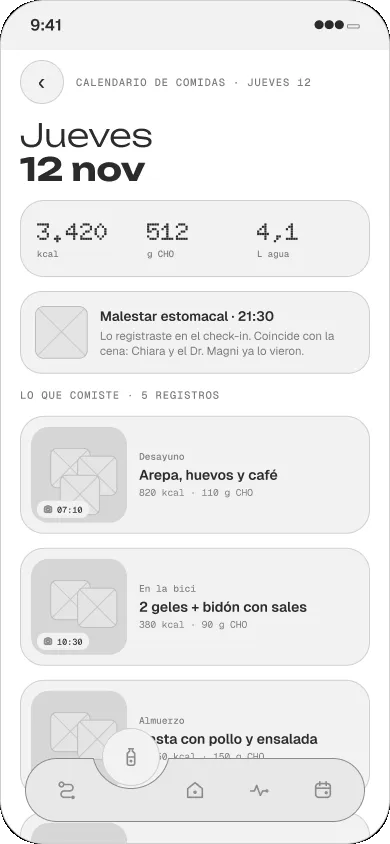 9:41
CALENDARIO DE COMIDAS · JUEVES 12
Jueves
12 nov
3,420
kcal
512
g CHO
4,1
L agua
Malestar estomacal · 21:30
Lo registraste en el check-in. Coincide con la
cena: Chiara y el Dr. Magni ya lo vieron.
LO QUE COMISTE · 5 REGISTROS
Desayuno
Arepa, huevos y café
820 kcal · 110 g CHO
07:10
En la bici
2 geles + bidón con sales
380 kcal · 90 g CHO
10:30
Almuerzo
con pollo y ensalada
kcal · 150 g CHO